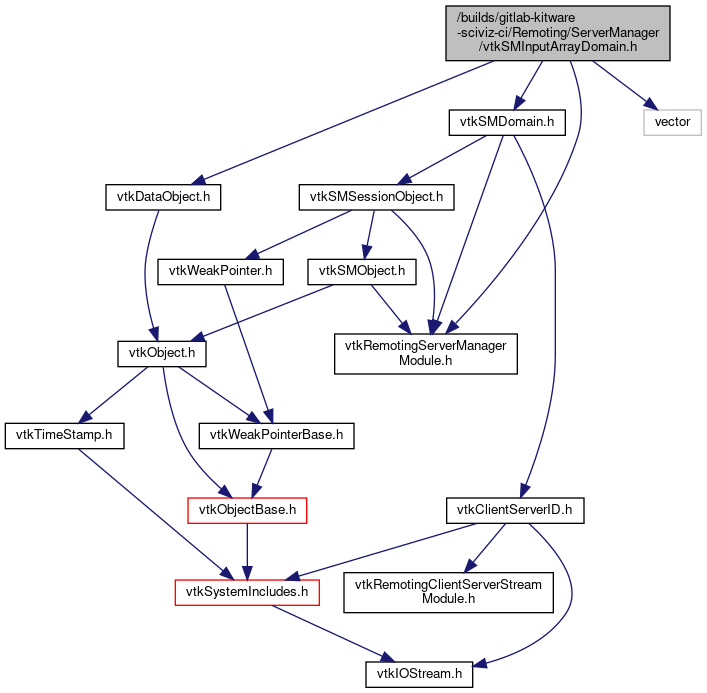 /builds/gitlab-kitware
-sciviz-ci/Remoting/ServerManager
/vtkSMInputArrayDomain.h
vtkSMDomain.h
vector
vtkDataObject.h
vtkSMSessionObject.h
vtkWeakPointer.h
vtkSMObject.h
vtkObject.h
vtkRemotingServerManager
Module.h
vtkTimeStamp.h
vtkWeakPointerBase.h
vtkObjectBase.h
vtkClientServerID.h
vtkSystemIncludes.h
vtkRemotingClientServerStream
Module.h
vtkIOStream.h